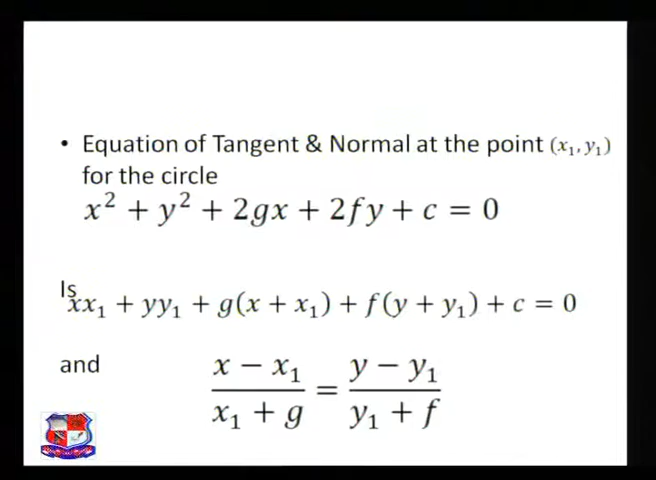 • Equation of Tangent & Normal at the point (x₁, y₁)
for the circle
x² + y² + 2gx + 2fy + c = 0
Is
xx₁ + yy₁ + g(x + x₁) + f(y + y₁) + c = 0
and
(x − x₁)/(x₁ + g) = (y − y₁)/(y₁ + f)